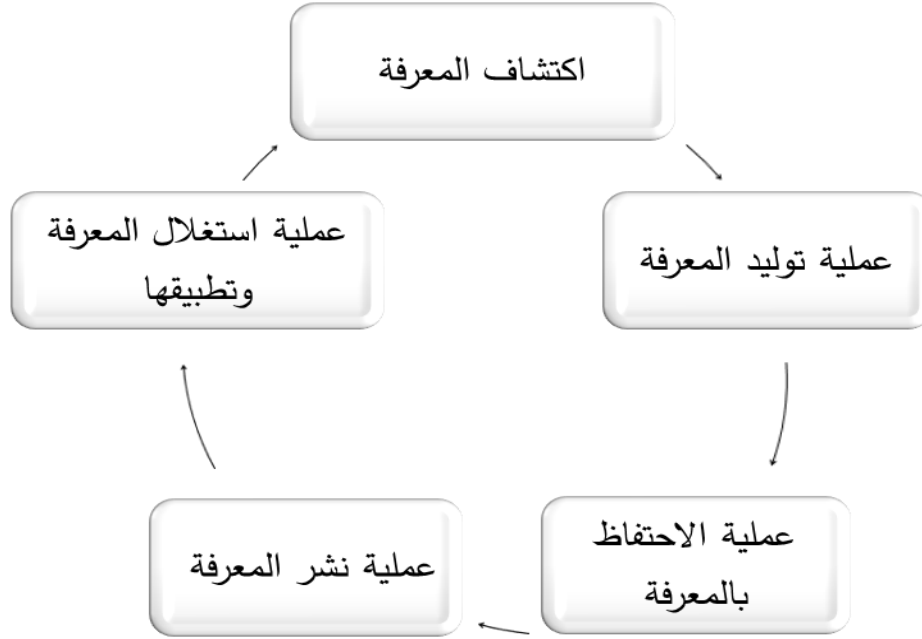 اكتشاف المعرفة
عملية توليد المعرفة
عملية الاحتفاظ
بالمعرفة
عملية نشر المعرفة
عملية استغلال المعرفة
وتطبيقها